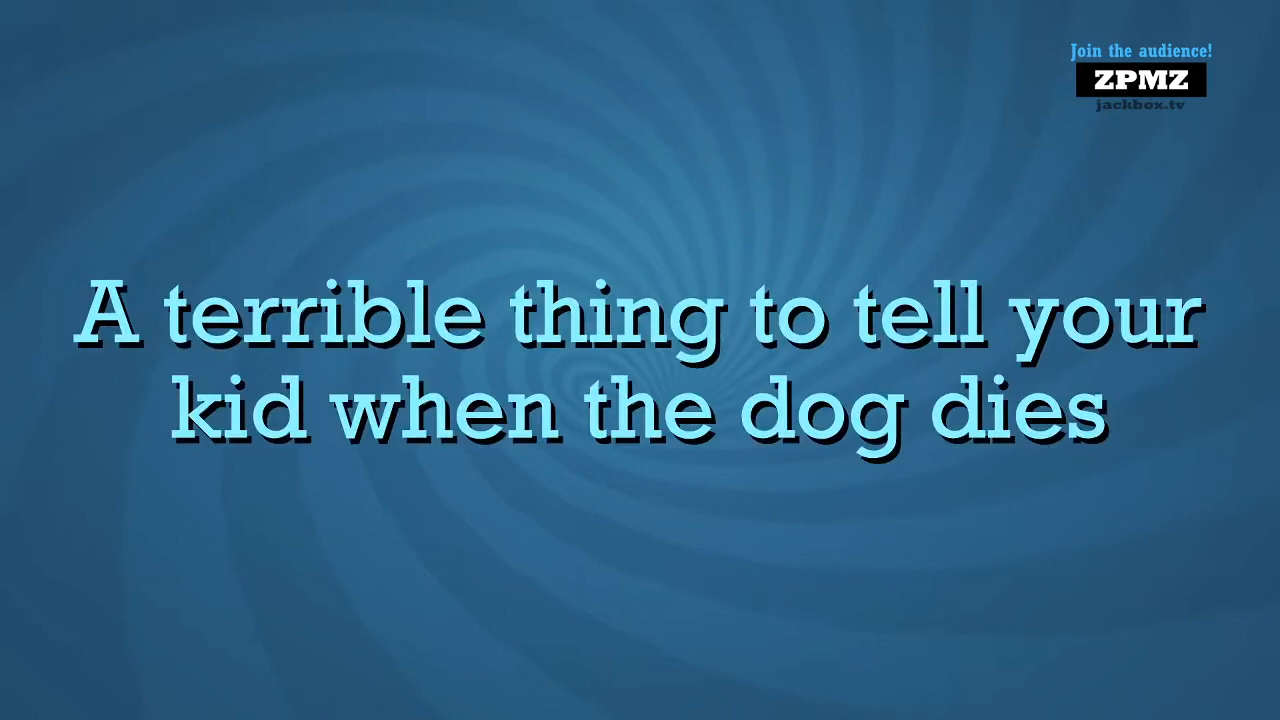 Join the audience!
ZPMZ
jackbox.tv
A terrible thing to tell your
kid when the dog dies